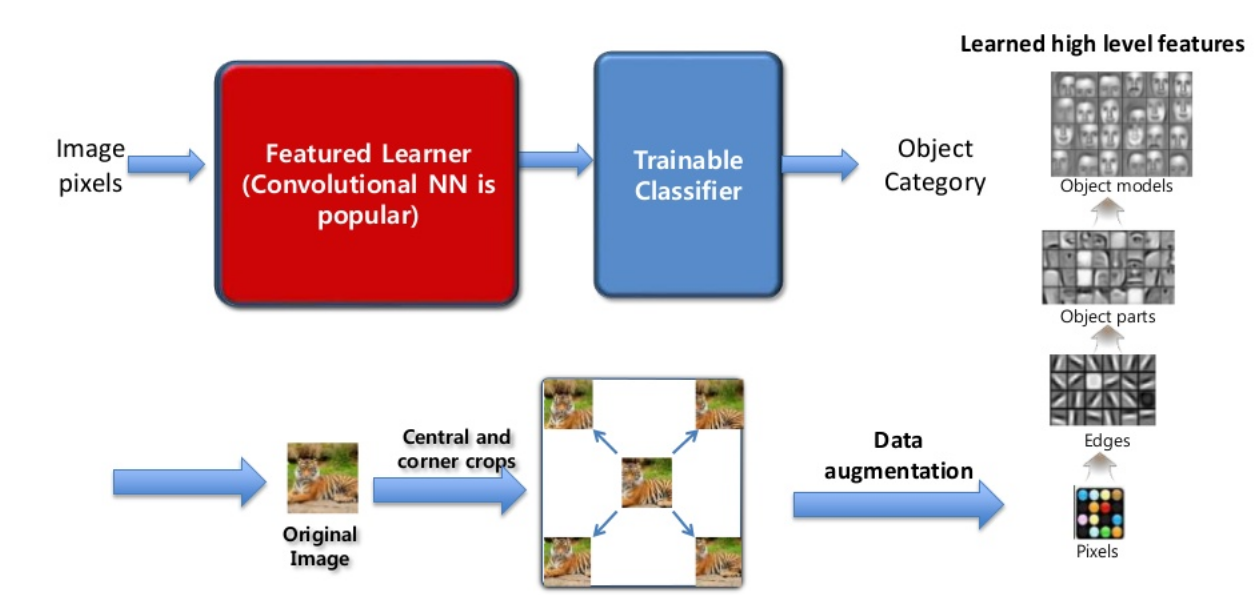 Learned high level features
Image
pixels
Featured Learner
(Convolutional NN is
popular)
Trainable
Classifier
Object
Category
Object models
Object parts
Edges
Pixels
Original
Image
Central and
corner crops
Data
augmentation